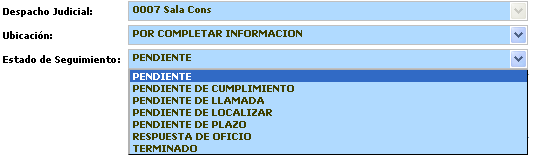 Despacho Judicial: 0007 Sala Cons
Ubicación: POR COMPLETAR INFORMACION
Estado de Seguimiento: PENDIENTE
PENDIENTE
PENDIENTE DE CUMPLIMIENTO
PENDIENTE DE LLAMADA
PENDIENTE DE LOCALIZAR
PENDIENTE DE PLAZO
RESPUESTA DE OFICIO
TERMINADO